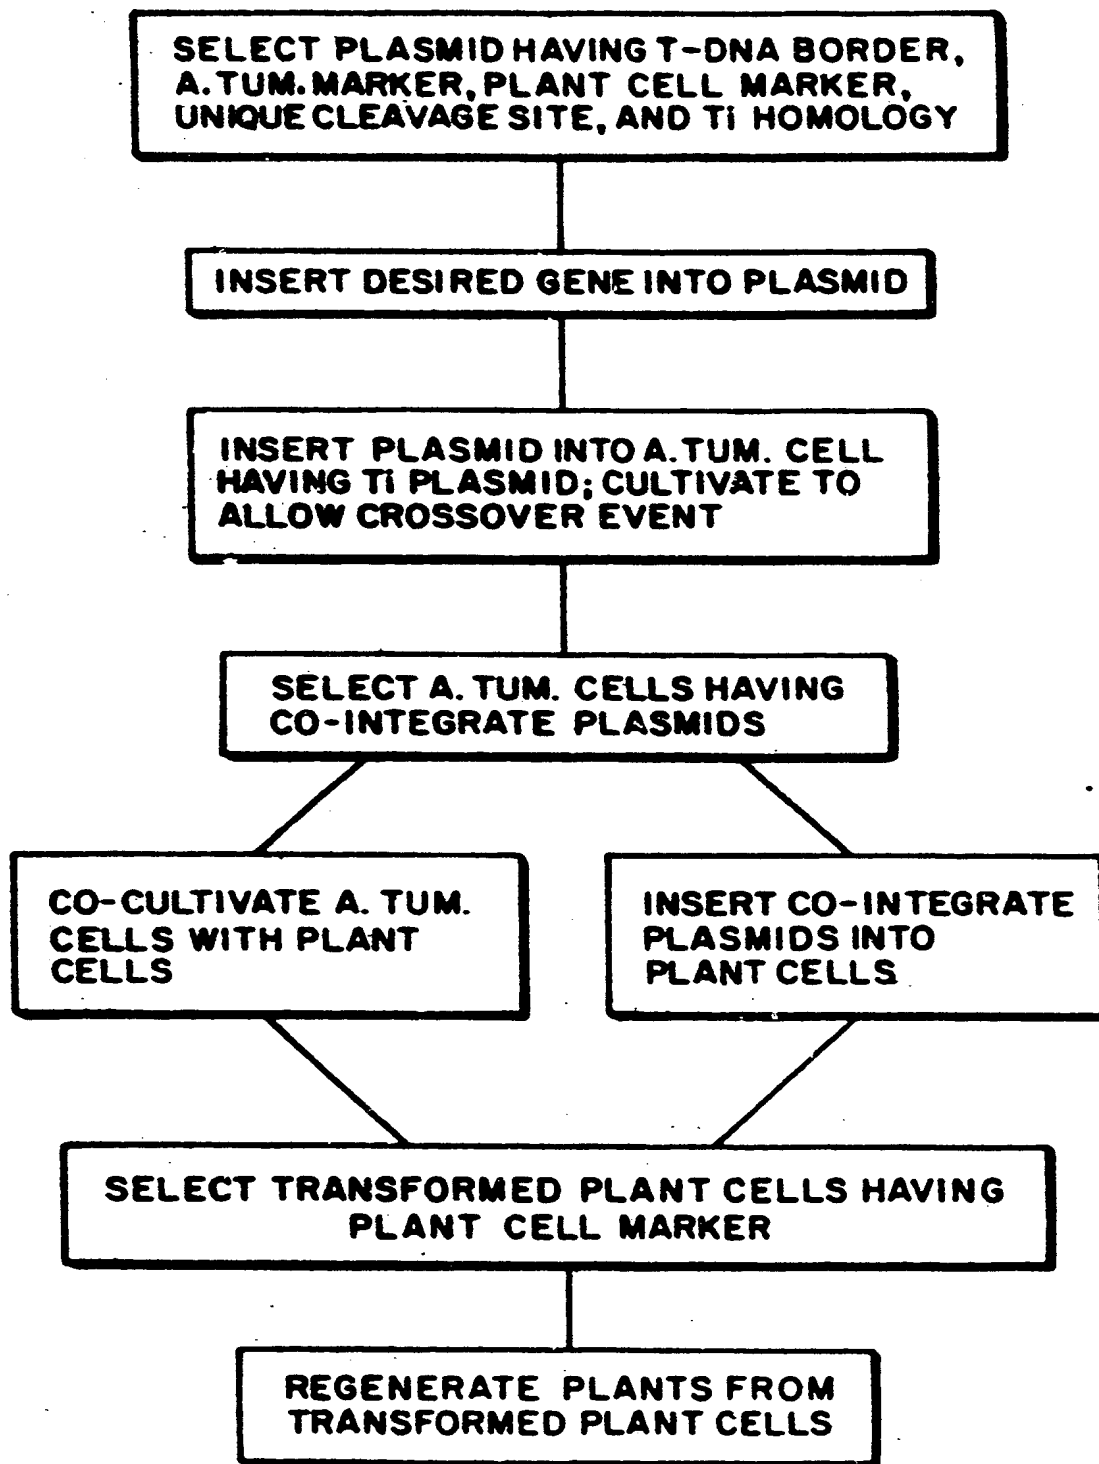 SELECT PLASMID HAVING T-DNA BORDER,
A.TUM. MARKER, PLANT CELL MARKER,
UNIQUE CLEAVAGE SITE, AND Ti HOMOLOGY
INSERT DESIRED GENE INTO PLASMID
INSERT PLASMID INTO A.TUM. CELL
HAVING Ti PLASMID; CULTIVATE TO
ALLOW CROSSOVER EVENT
SELECT A. TUM. CELLS HAVING
CO-INTEGRATE PLASMIDS
CO-CULTIVATE A. TUM.
CELLS WITH PLANT
CELLS
INSERT CO-INTEGRATE
PLASMIDS INTO
PLANT CELLS
SELECT TRANSFORMED PLANT CELLS HAVING
PLANT CELL MARKER
REGENERATE PLANTS FROM
TRANSFORMED PLANT CELLS